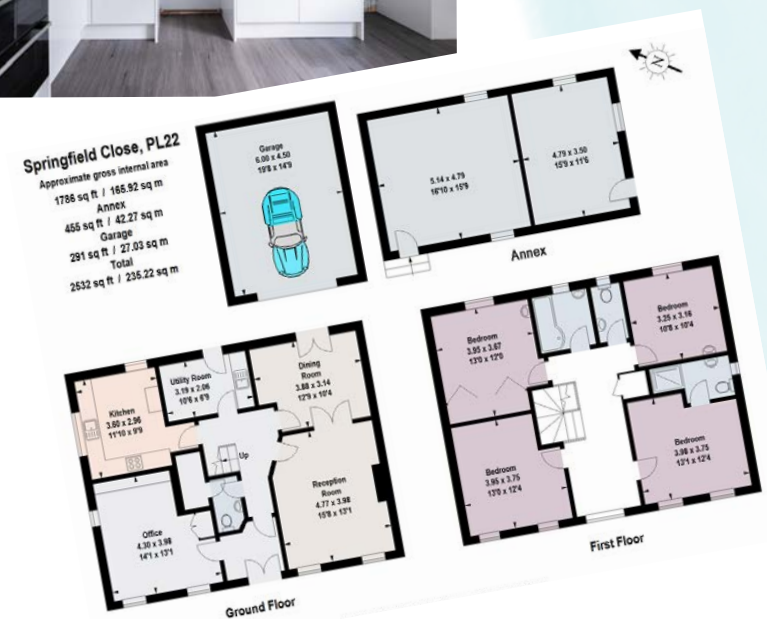 Springfield Close, PL22
Approximate gross internal area
1786 sq ft / 165.92 sq m
Annex
455 sq ft / 42.27 sq m
Garage
291 sq ft / 27.03 sq m
Total
2532 sq ft / 235.22 sq m
Garage
6.00 x 4.50
19'8 x 14'9
5.14 x 4.79
16'10 x 15'9
4.79 x 3.50
15'9 x 11'6
N
Annex
Kitchen
3.60 x 2.96
11'10 x 9'9
Utility Room
3.19 x 2.06
10'6 x 6'9
Dining
Room
3.88 x 3.14
12'9 x 10'4
Up
Reception
Room
4.77 x 3.98
15'8 x 13'1
Office
4.30 x 3.98
14'1 x 13'1
Ground Floor
Bedroom
3.95 x 3.67
13'0 x 12'0
Bedroom
3.25 x 3.16
10'8 x 10'4
Bedroom
3.95 x 3.75
13'0 x 12'4
Bedroom
3.98 x 3.75
13'1 x 12'4
First Floor